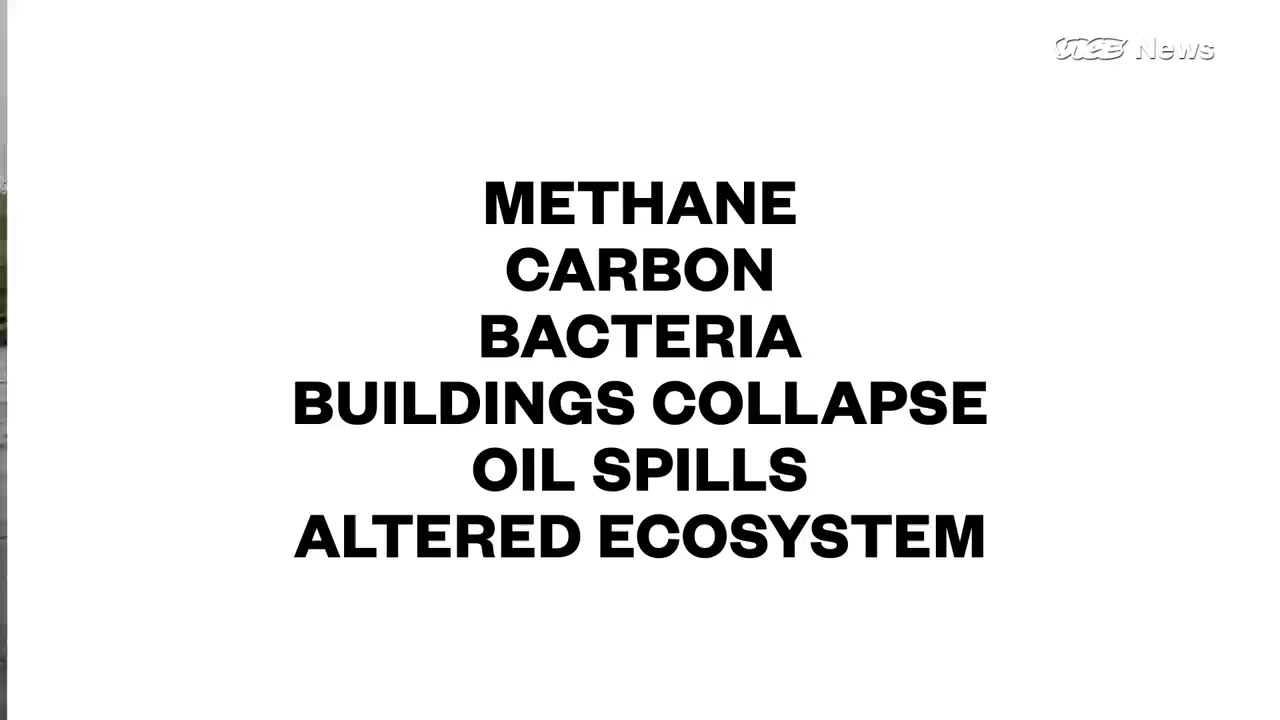 VICE News
METHANE
CARBON
BACTERIA
BUILDINGS COLLAPSE
OIL SPILLS
ALTERED ECOSYSTEM